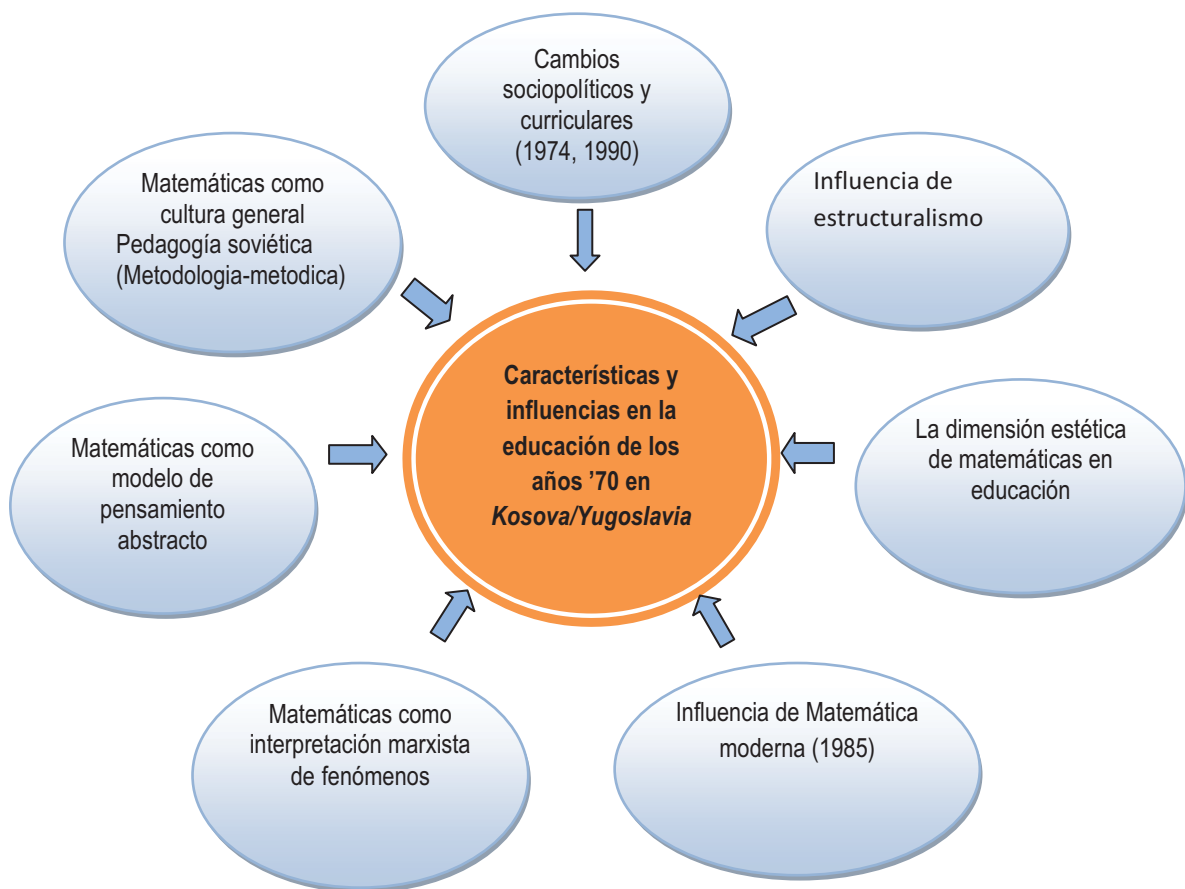 Cambios
sociopolíticos y
curriculares
(1974, 1990)
Matemáticas como
cultura general
Pedagogía soviética
(Metodologia-metodica)
Influencia de
estructuralismo
Características y
influencias en la
educación de los
años '70 en
Kosova/Yugoslavia
Matemáticas como
modelo de
pensamiento
abstracto
La dimensión estética
de matemáticas en
educación
Matemáticas como
interpretación marxista
de fenómenos
Influencia de Matemática
moderna (1985)